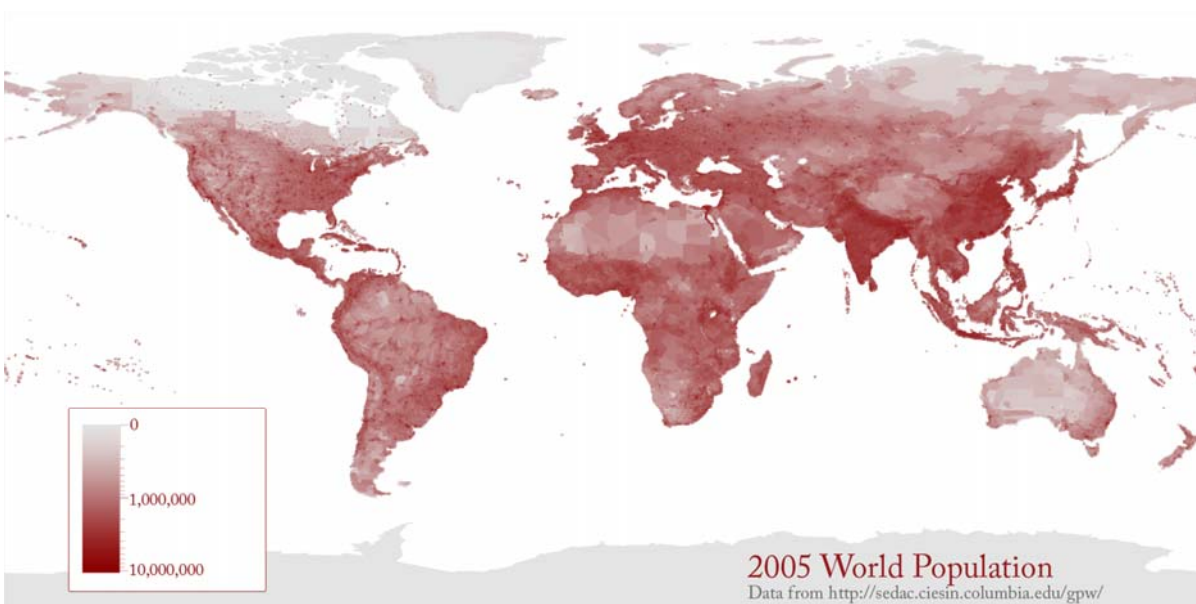 0
1,000,000
10,000,000
2005 World Population
Data from http://sedac.ciesin.columbia.edu/gpw/